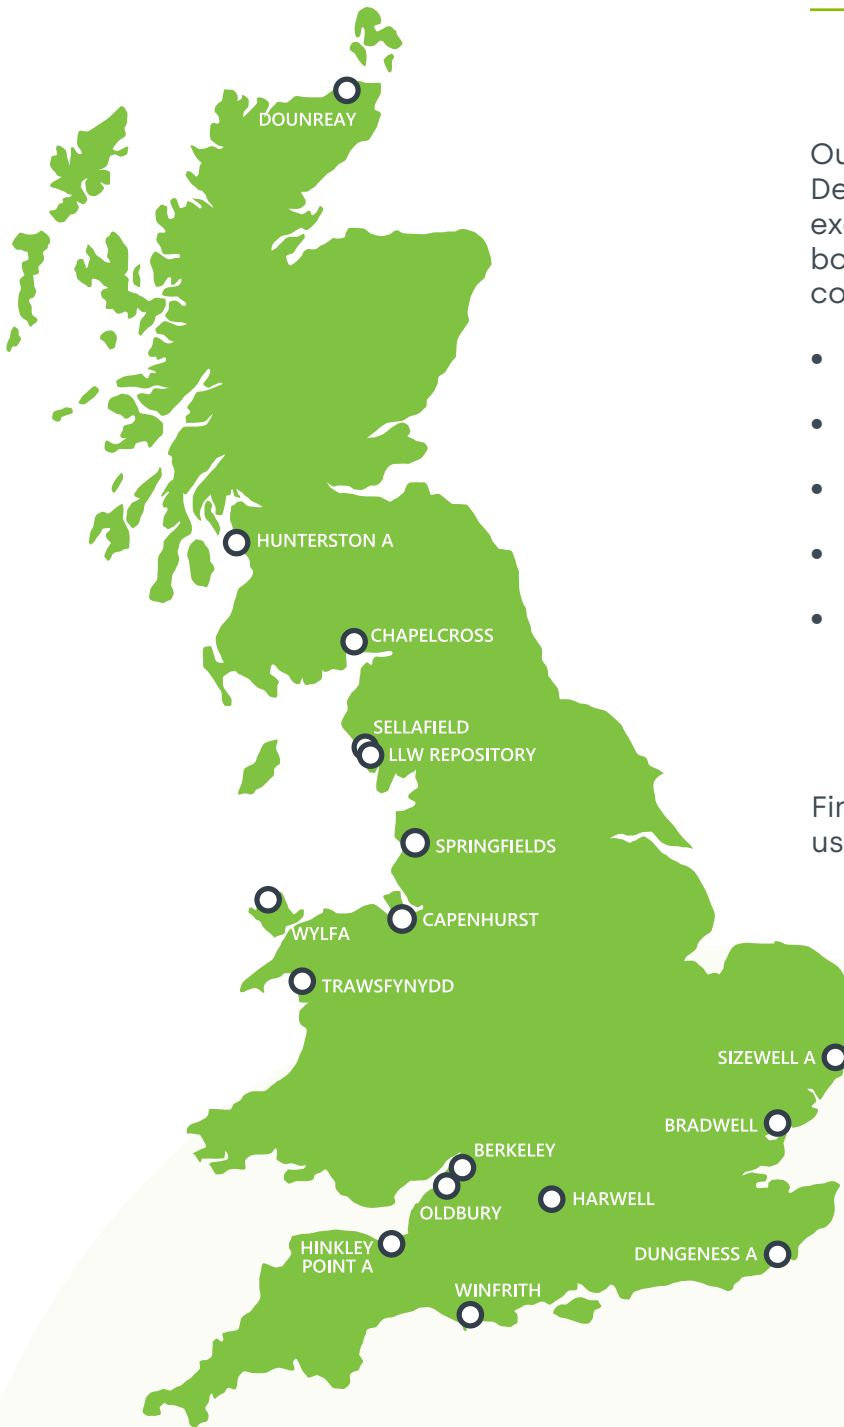 DOUNREAY
HUNTERSTON A
CHAPELCROSS
SELLAFIELD
LLW REPOSITORY
SPRINGFIELDS
CAPENHURST
WYLFA
TRAWSFYNYDD
SIZEWELL A
BRADWELL
BERKELEY
OLDBURY
HARWELL
HINKLEY
POINT A
DUNGENESS A
WINFRITH